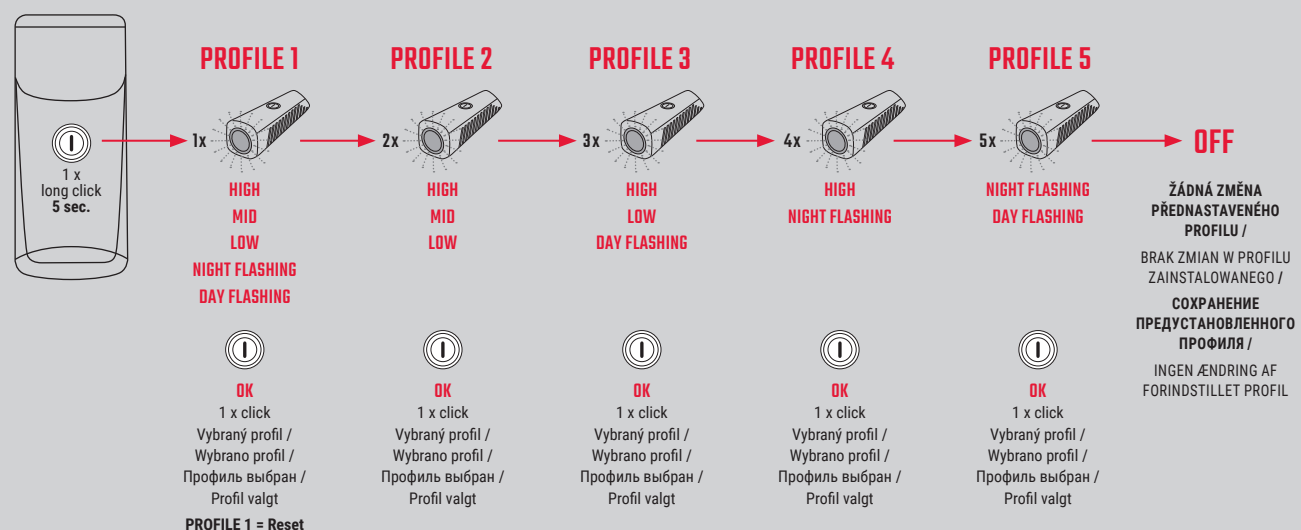 1 x
long click
5 sec.
PROFILE 1
1x
HIGH
MID
LOW
NIGHT FLASHING
DAY FLASHING
OK
1 x click
Vybraný profil /
Wybrano profil /
Профиль выбран /
Profil valgt
PROFILE 1 = Reset
PROFILE 2
2x
HIGH
MID
LOW
OK
1 x click
Vybraný profil /
Wybrano profil /
Профиль выбран /
Profil valgt
PROFILE 3
3x
HIGH
LOW
DAY FLASHING
OK
1 x click
Vybraný profil /
Wybrano profil /
Профиль выбран /
Profil valgt
PROFILE 4
4x
HIGH
NIGHT FLASHING
OK
1 x click
Vybraný profil /
Wybrano profil /
Профиль выбран /
Profil valgt
PROFILE 5
5x
NIGHT FLASHING
DAY FLASHING
OK
1 x click
Vybraný profil /
Wybrano profil /
Профиль выбран /
Profil valgt
OFF
ŽÁDNÁ ZMĚNA
PŘEDNASTAVENÉHO
PROFILU /
BRAK ZMIAN W PROFILU
ZAINSTALOWANEGO /
СОХРАНЕНИЕ
ПРЕДУСТАНОВЛЕННОГО
ПРОФИЛЯ /
INGEN ÆNDRING AF
FORINDSTILLET PROFIL